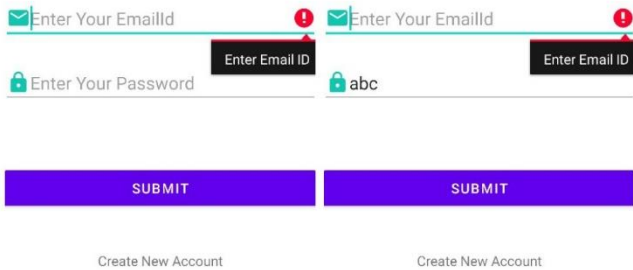 Enter Your EmailId
Enter Email ID
Enter Your Password
SUBMIT
Create New Account
Enter Your EmailId
Enter Email ID
abc
SUBMIT
Create New Account